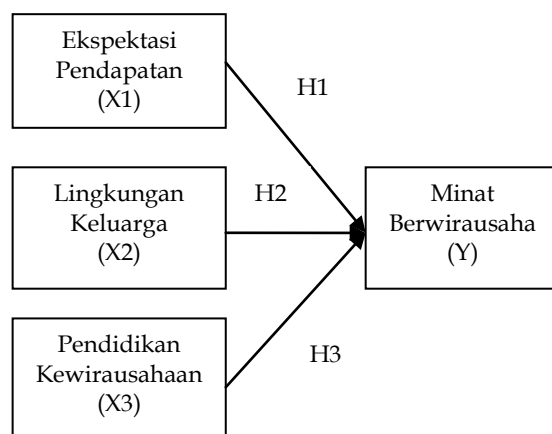 Ekspektasi
Pendapatan
(X1)
H1
Lingkungan
Keluarga
(X2)
H2
Minat
Berwirausaha
(Y)
Pendidikan
Kewirausahaan
(X3)
H3